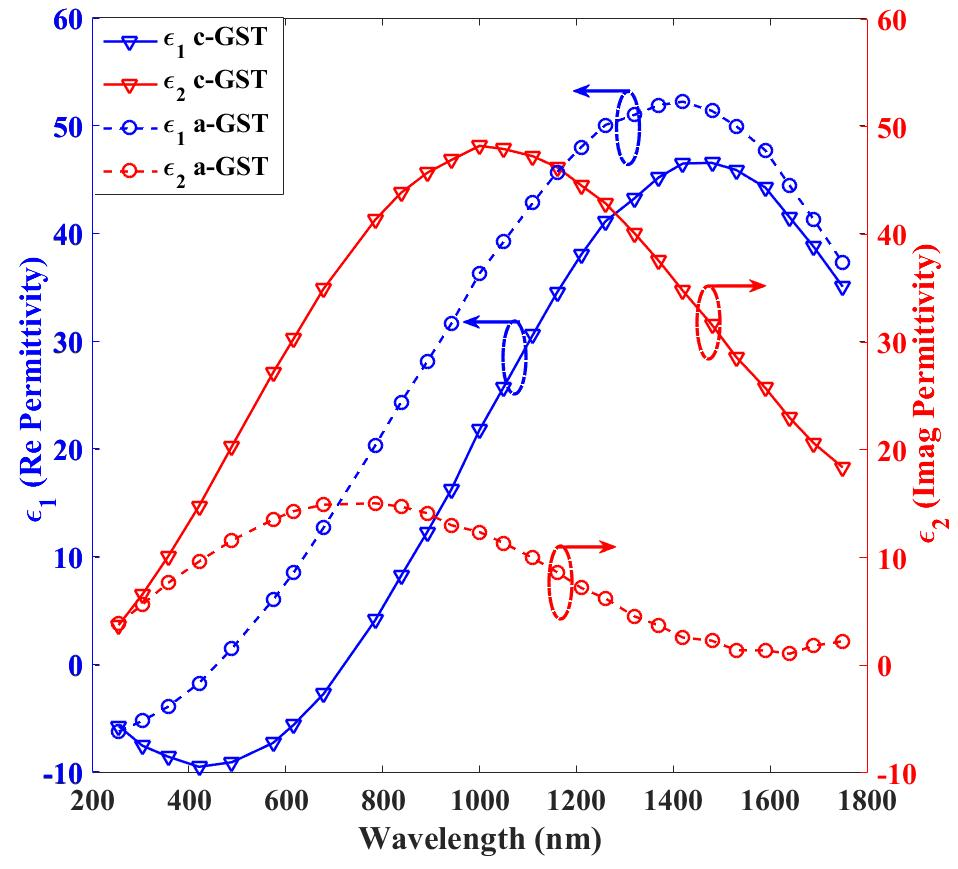 60
50
40
30
20
10
0
-10
ϵ1 (Re Permittivity)
ϵ1 c-GST
ϵ2 c-GST
ϵ1 a-GST
ϵ2 a-GST
60
50
40
30
20
10
0
-10
ϵ2 (Imag Permittivity)
200 400 600 800 1000 1200 1400 1600 1800
Wavelength (nm)